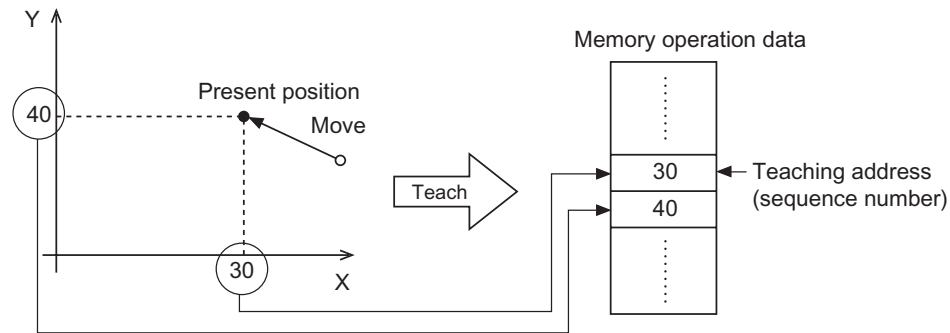 Y
Memory operation data
Present position
40
Move
30
Teaching address
Teach
(sequence number)
40
30
X